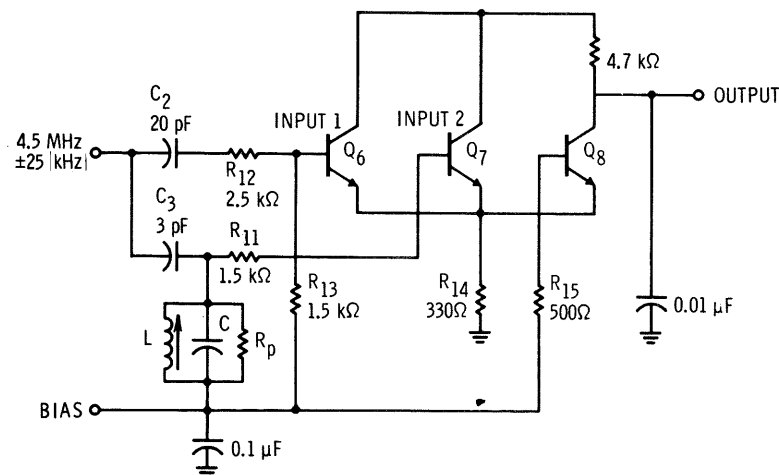 4.7 kΩ
OUTPUT
C2
20 pF
INPUT 1
INPUT 2
4.5 MHz
±25 |kHz|
Q6
Q7
Q8
R12
2.5 kΩ
C3
3 pF
R11
1.5 kΩ
R13
1.5 kΩ
R14
330Ω
R15
500Ω
0.01 µF
L
C
Rp
BIAS
0.1 µF